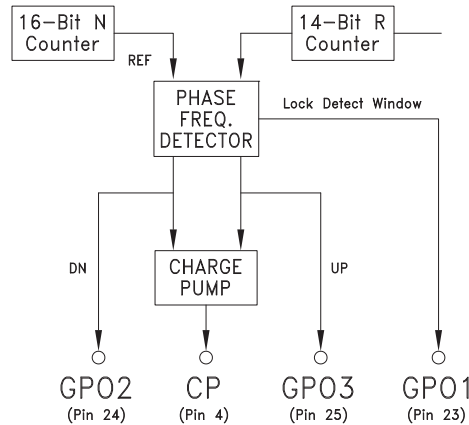 16-Bit N
Counter
14-Bit R
Counter
REF
PHASE
FREQ.
DETECTOR
Lock Detect Window
DN
CHARGE
PUMP
UP
GPO2
(Pin 24)
CP
(Pin 4)
GPO3
(Pin 25)
GPO1
(Pin 23)